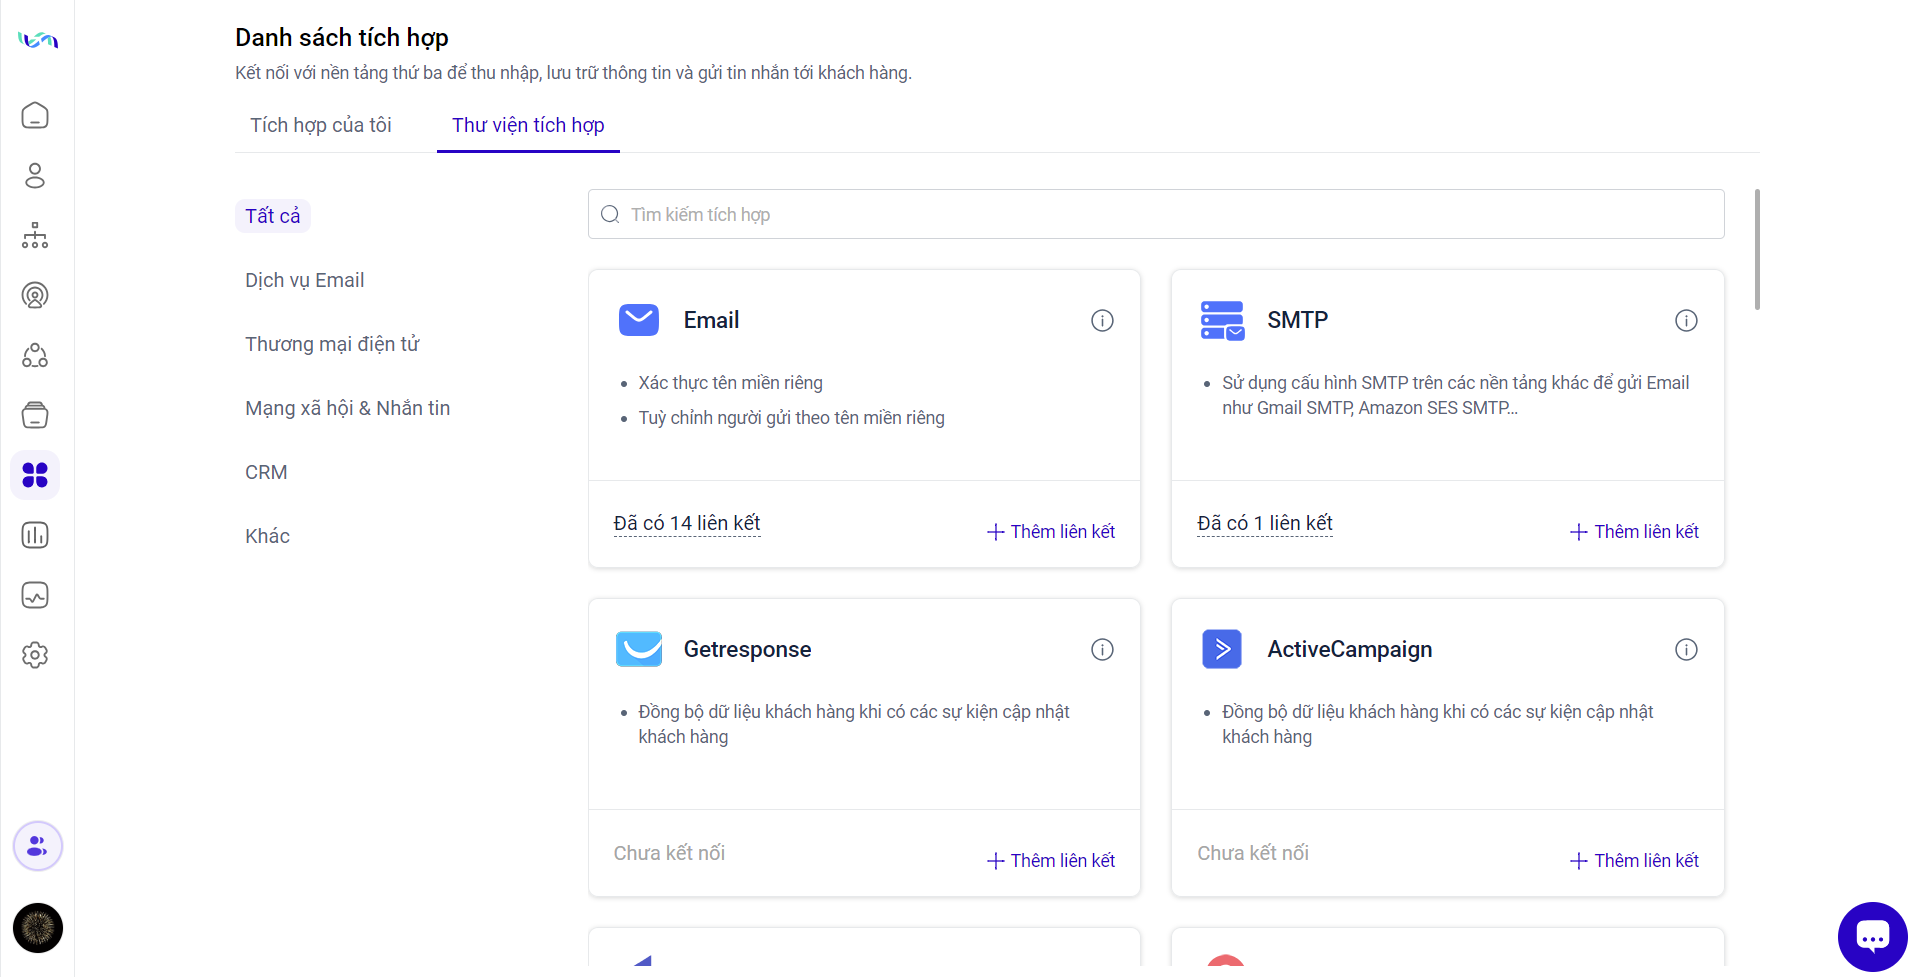 Danh sách tích hợp
Kết nối với nền tảng thứ ba để thu nhập, lưu trữ thông tin và gửi tin nhắn tới khách hàng.
Tích hợp của tôi
Thư viện tích hợp
Tất cả
Dịch vụ Email
Thương mại điện tử
Mạng xã hội & Nhắn tin
CRM
Khác
Tìm kiếm tích hợp
Email
Xác thực tên miền riêng
Tuỳ chỉnh người gửi theo tên miền riêng
Đã có 14 liên kết
Thêm liên kết
SMTP
Sử dụng cấu hình SMTP trên các nền tảng khác để gửi Email
như Gmail SMTP, Amazon SES SMTP...
Đã có 1 liên kết
Thêm liên kết
Getresponse
Đồng bộ dữ liệu khách hàng khi có các sự kiện cập nhật
khách hàng
Chưa kết nối
Thêm liên kết
ActiveCampaign
Đồng bộ dữ liệu khách hàng khi có các sự kiện cập nhật
khách hàng
Chưa kết nối
Thêm liên kết